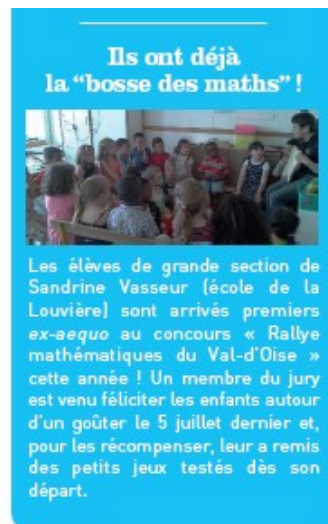 Ils ont déjà
la “bosse des maths” !
Les élèves de grande section de
Sandrine Vasseur (école de la
Louvière) sont arrivés premiers
ex-aequo au concours « Rallye
mathématiques du Val-d'Oise »
cette année ! Un membre du jury
est venu féliciter les enfants autour
d'un goûter le 5 juillet dernier et,
pour les récompenser, leur a remis
des petits jeux testés dès son
départ.